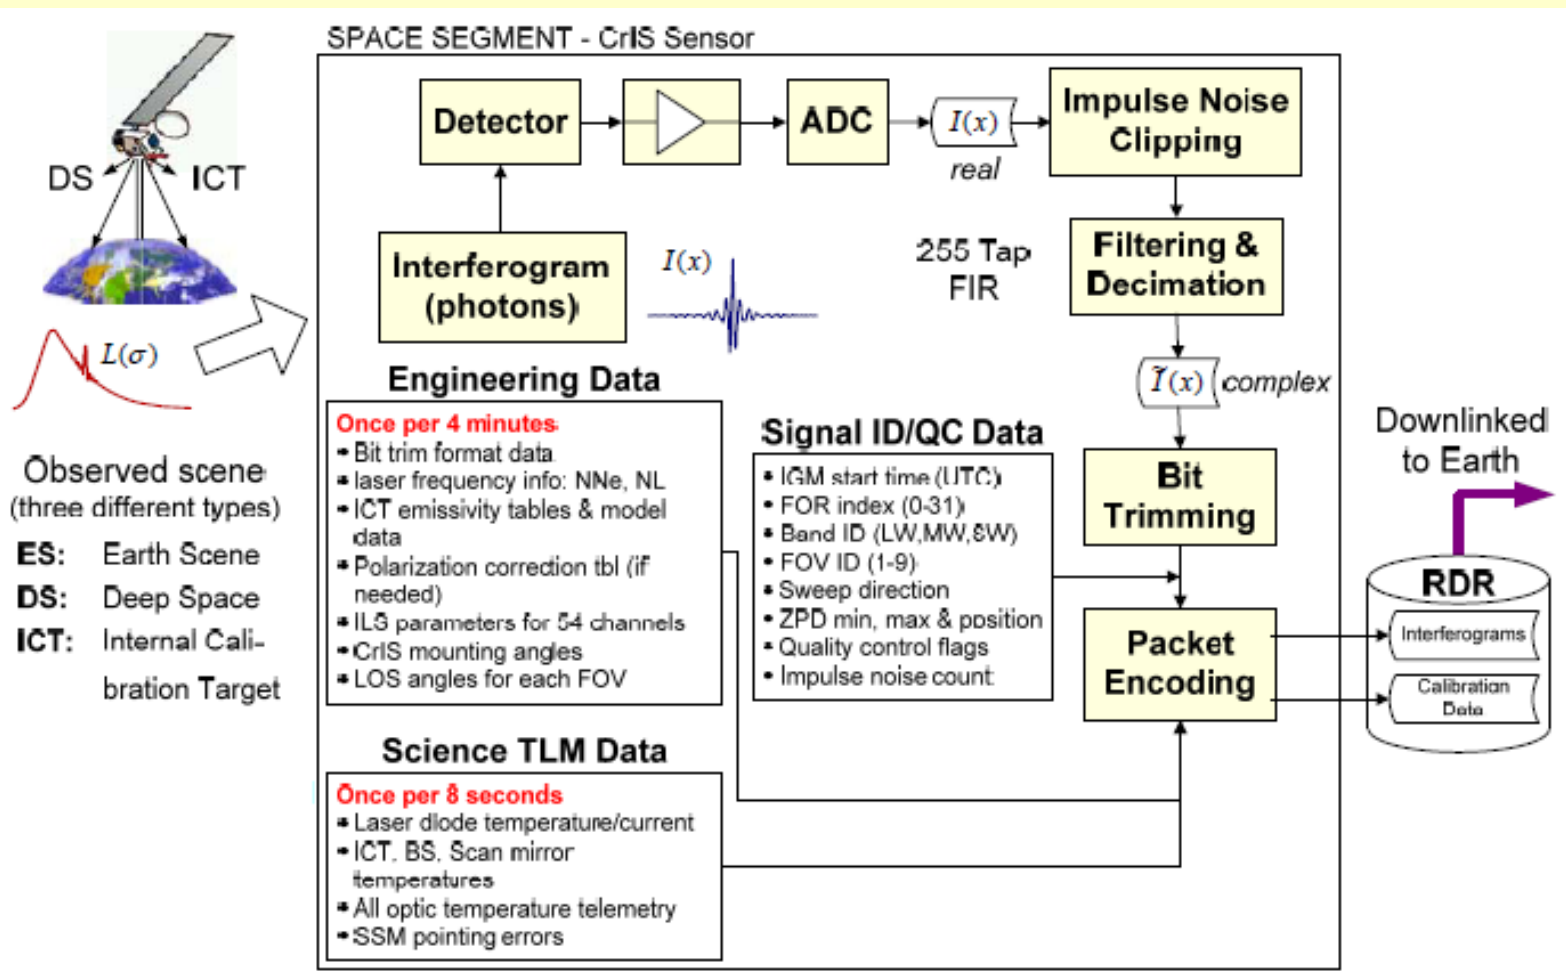 SPACE SEGMENT - CrIS Sensor
DS
ICT
L(σ)
Observed scene
(three different types)
ES: Earth Scene
DS: Deep Space
ICT: Internal Cali-
bration Target
Detector
ADC
I(x)
real
Impulse Noise
Clipping
Interferogram
(photons)
I(x)
255 Tap
FIR
Filtering &
Decimation
Ĩ(x)
complex
Engineering Data
Once per 4 minutes
• Bit trim format data
• laser frequency info: NNe, NL
• ICT emissivity tables & model
data
• Polarization correction tbl (if
needed)
• ILS parameters for 54 channels
• CrIS mounting angles
• LOS angles for each FOV
Signal ID/QC Data
• IGM start time (UTC)
• FOR index (0-31)
• Band ID (LW,MW,SW)
• FOV ID (1-9)
• Sweep direction
• ZPD min, max & position
• Quality control flags
• Impulse noise count
Bit
Trimming
Packet
Encoding
Science TLM Data
Once per 8 seconds
• Laser diode temperature/current
• ICT, BS, Scan mirror
temperatures
• All optic temperature telemetry
• SSM pointing errors
Downlinked
to Earth
RDR
Interferograms
Calibration
Data